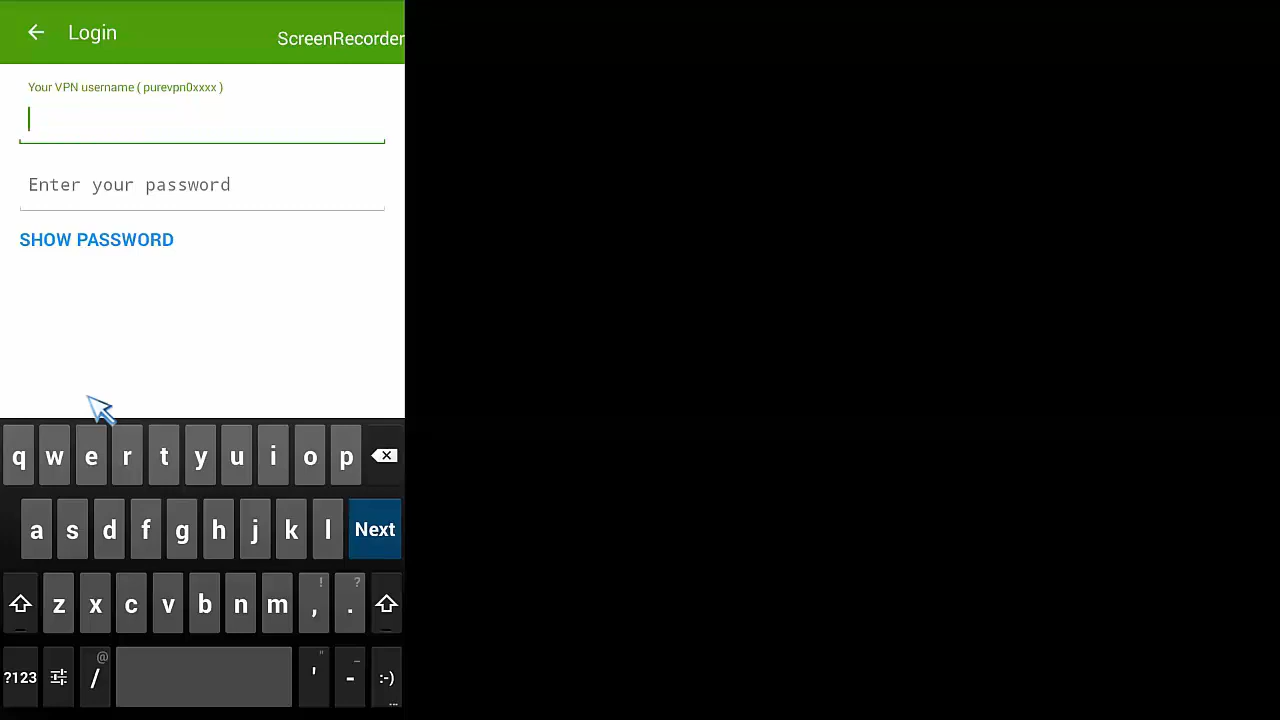 Login
ScreenRecorder
Your VPN username ( purevpn0xxxx )
Enter your password
SHOW PASSWORD
q w e r t y u i o p
a s d f g h j k l Next
! ?
z x c v b n m , .
@ " _
?123 / ' - :-)
...